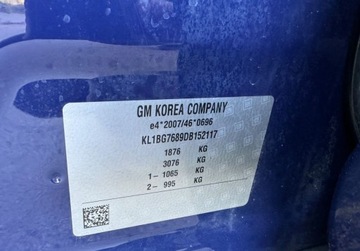 GM KOREA COMPANY
e4*2007/46*0696
KL1BG7689DB152117
1876 KG
3076 KG
1- 1065 KG
2- 995 KG